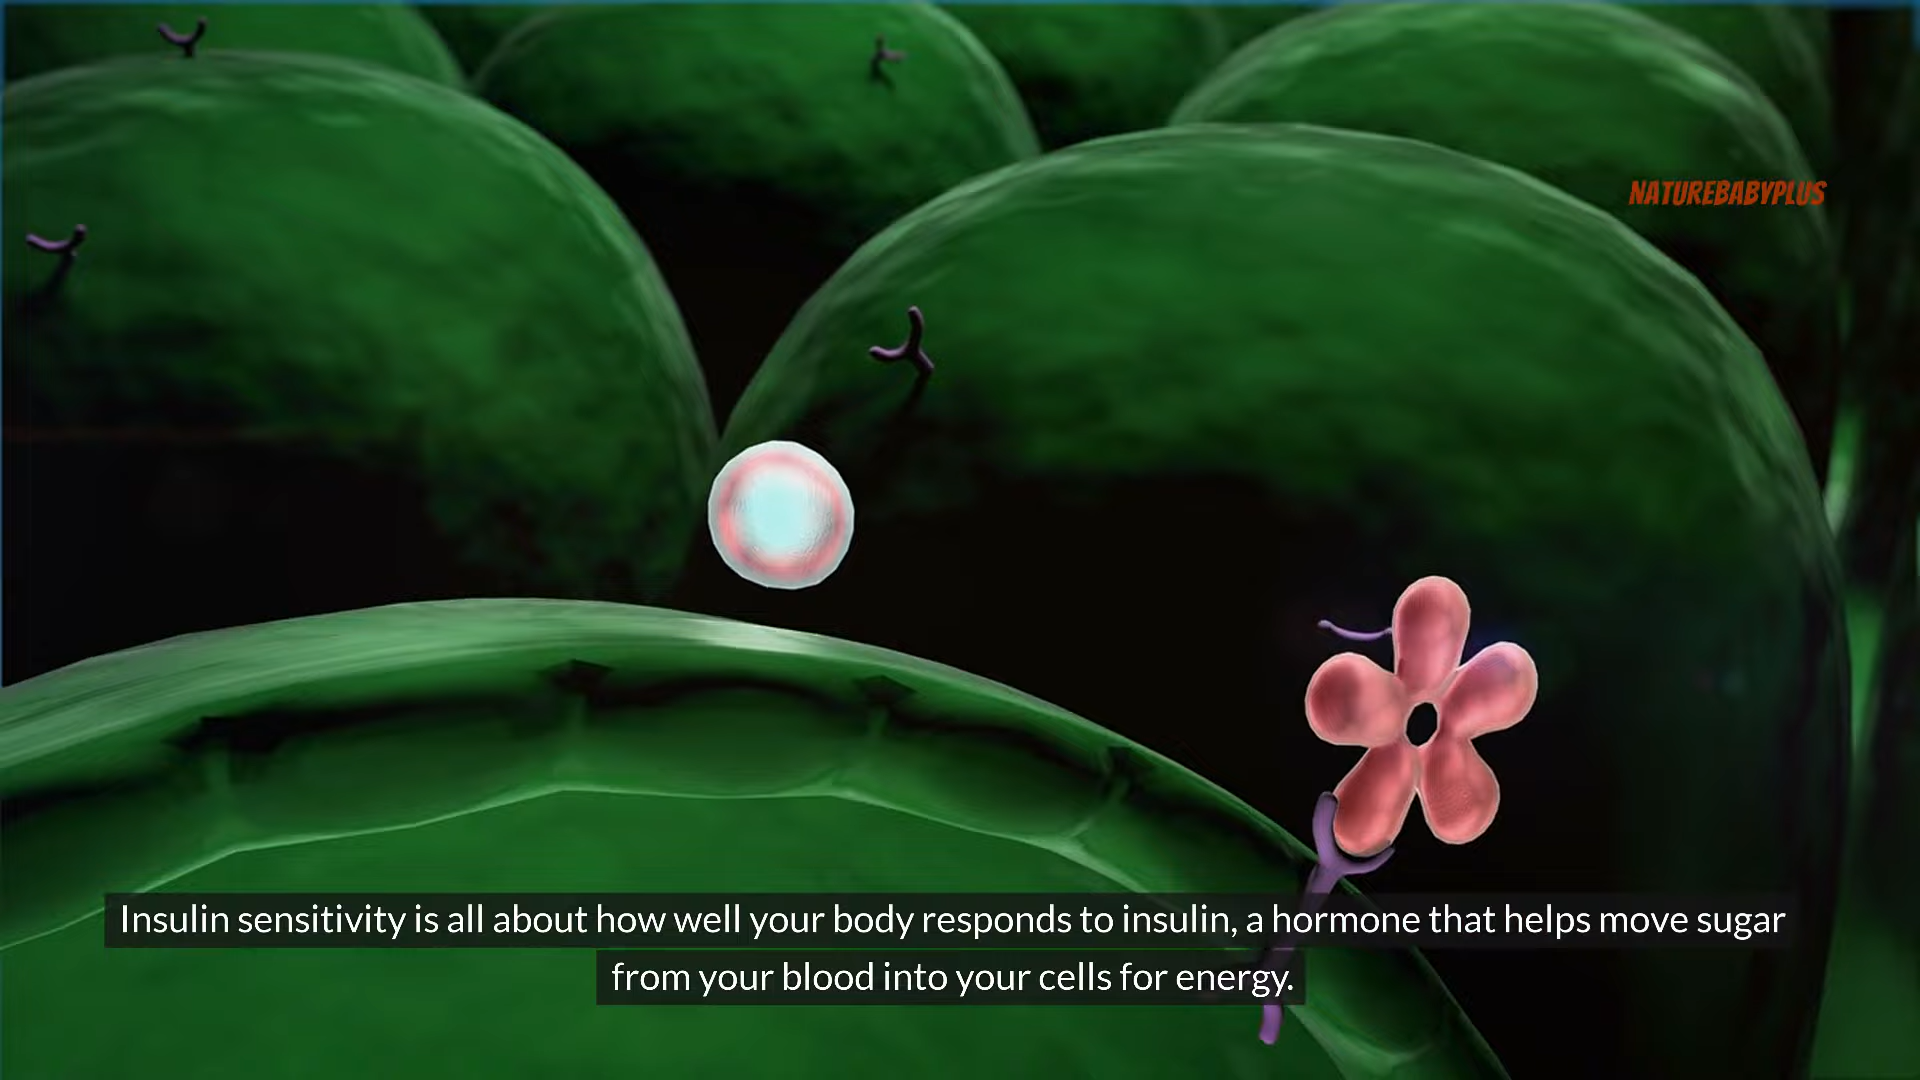 NATUREBABYPLUS
Insulin sensitivity is all about how well your body responds to insulin, a hormone that helps move sugar
from your blood into your cells for energy.